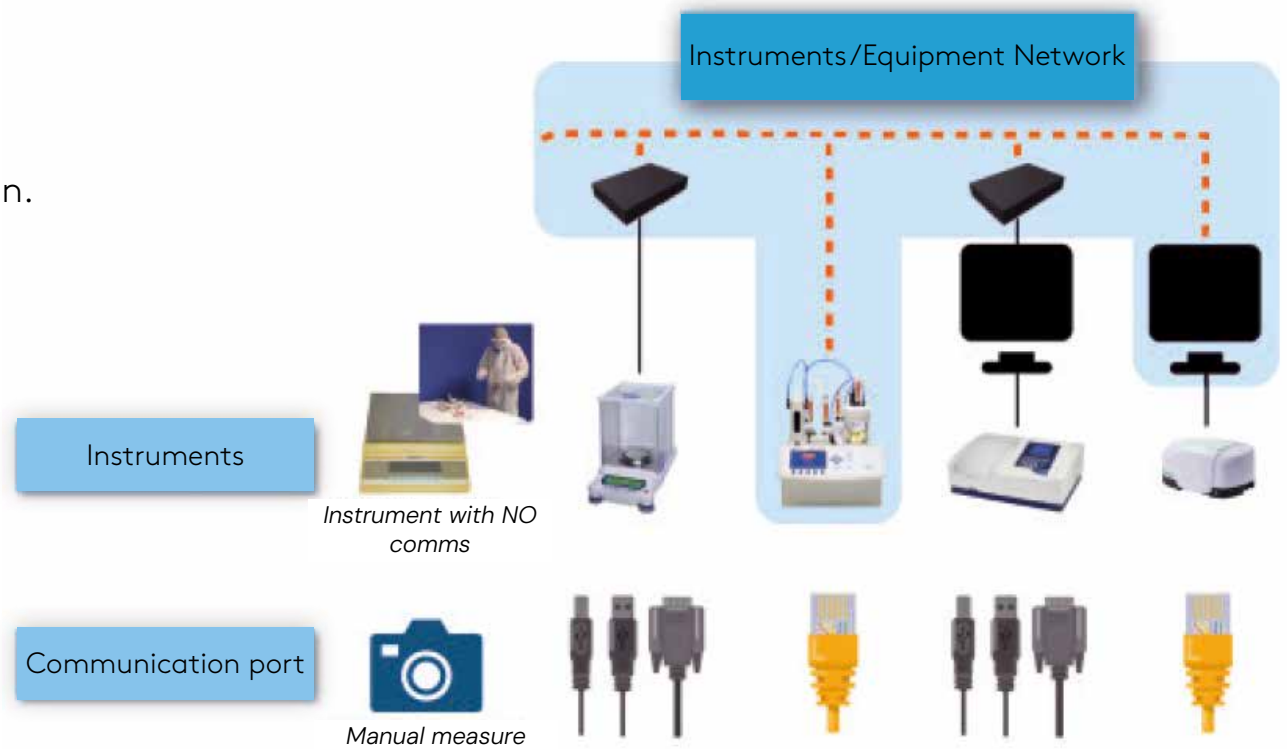 Instruments/Equipment Network
n.
Instruments
Instrument with NO
comms
Communication port
Manual measure